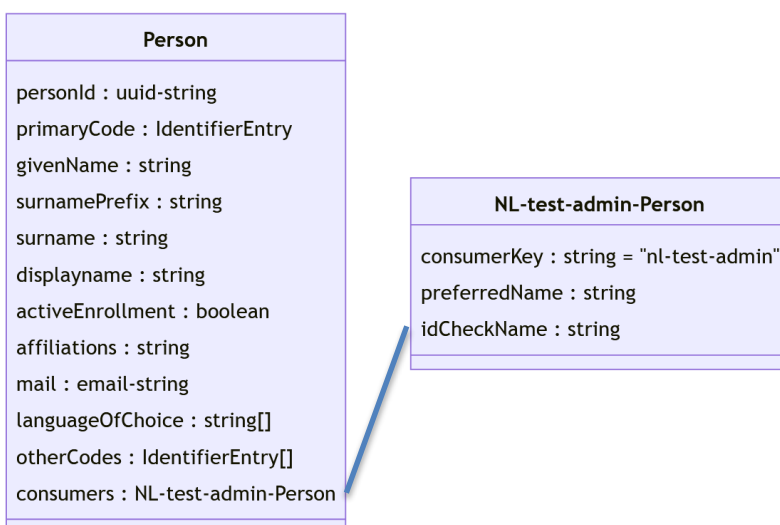 Person
personId : uuid-string
primaryCode : IdentifierEntry
givenName : string
surnamePrefix : string
surname : string
displayname : string
activeEnrollment : boolean
affiliations : string
mail : email-string
languageOfChoice : string[]
otherCodes : IdentifierEntry[]
consumers : NL-test-admin-Person
NL-test-admin-Person
consumerKey : string = "nl-test-admin"
preferredName : string
idCheckName : string